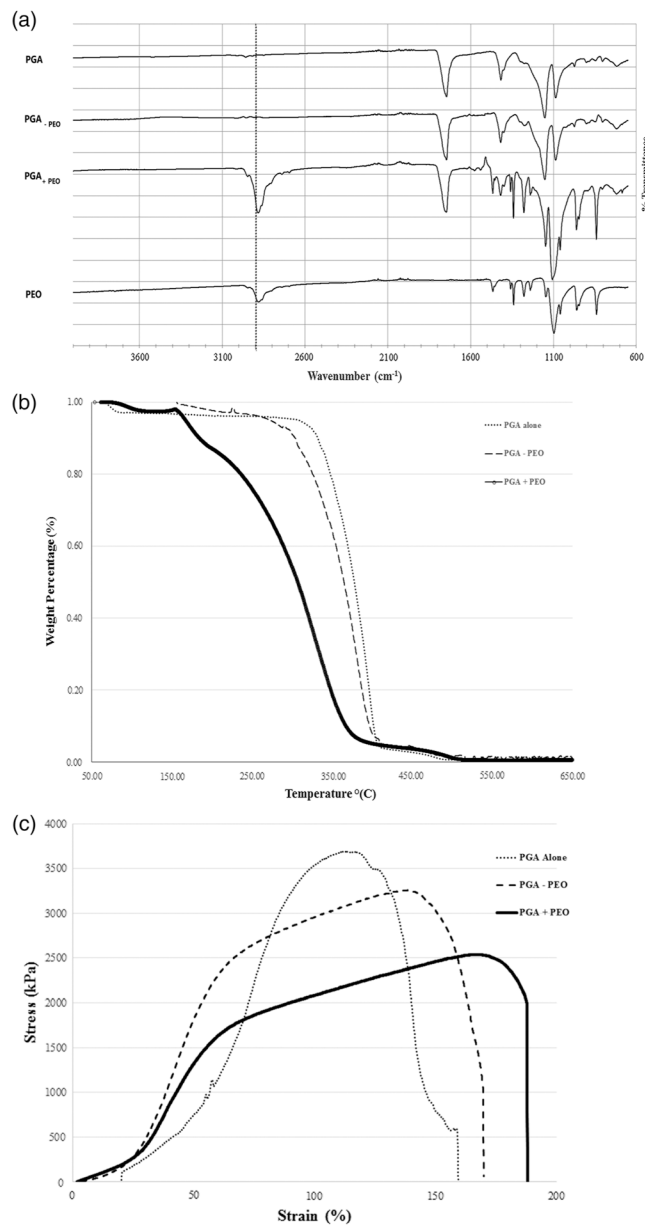 (a)
PGA
PGA - PEO
PGA + PEO
PEO
% Transmittance
3600 3100 2600 2100 1600 1100 600
Wavenumber (cm⁻¹)
(b)
1.00
0.80
0.60
0.40
0.20
0.00
Weight Percentage (%)
PGA alone
PGA - PEO
PGA + PEO
50.00 150.00 250.00 350.00 450.00 550.00 650.00
Temperature °(C)
(c)
4000
3500
3000
2500
2000
1500
1000
500
0
Stress (kPa)
PGA Alone
PGA - PEO
PGA + PEO
0 50 100 150 200
Strain (%)